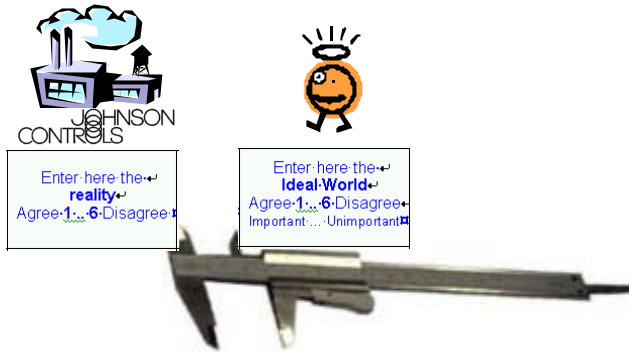 JOHNSON
CONTROLS
Enter here the
reality
Agree 1 .. 6 Disagree
Enter here the
Ideal World
Agree 1 .. 6 Disagree
Important ... Unimportant